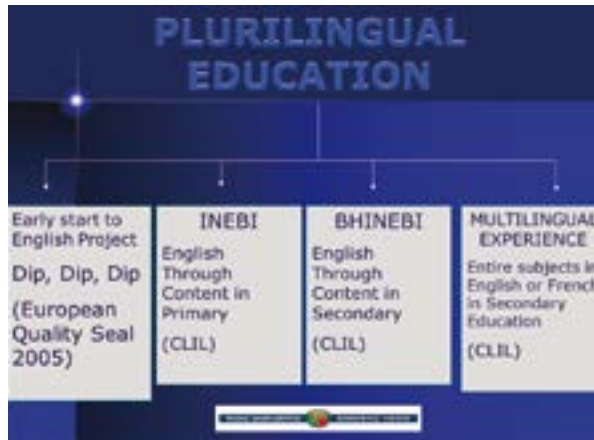 PLURILINGUAL
EDUCATION
Early start to
English Project
Dip, Dip, Dip
(European
Quality Seal
2005)
INEBI
English
Through
Content in
Primary
(CLIL)
BHINEBI
English
Through
Content in
Secondary
(CLIL)
MULTILINGUAL
EXPERIENCE
Entire subjects in
English or French
in Secondary
Education
(CLIL)